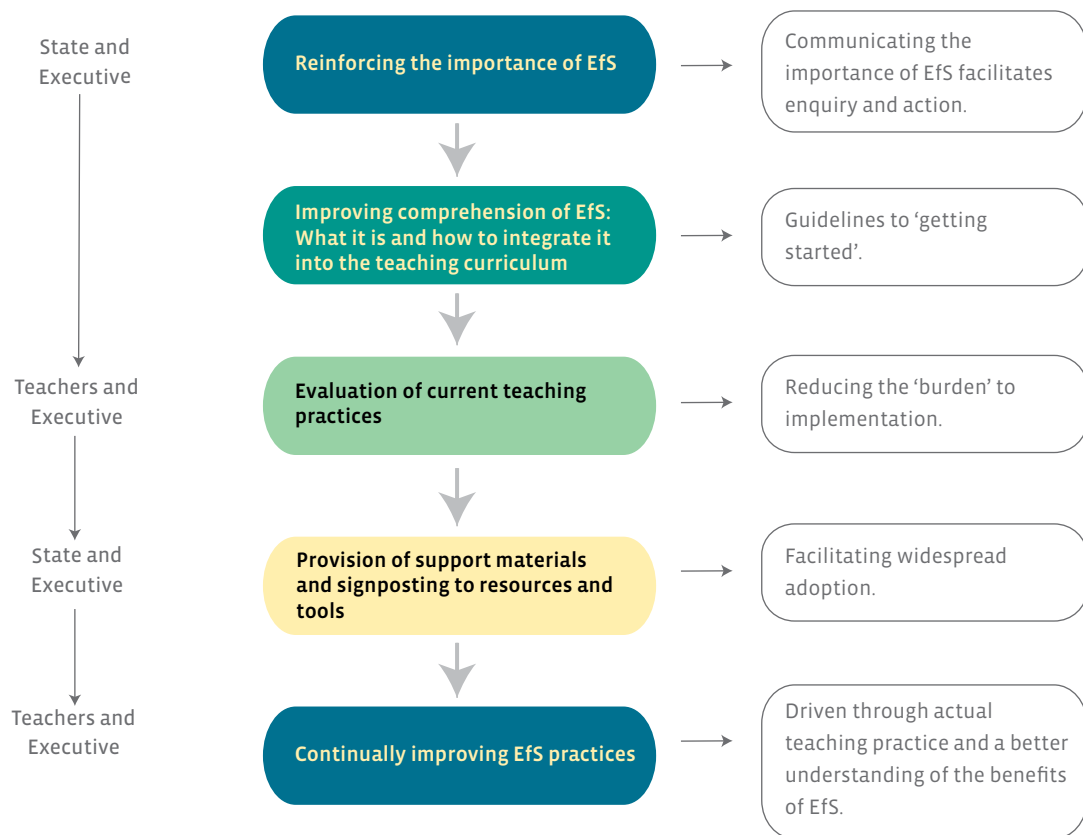 State and
Executive
Reinforcing the importance of EfS
Communicating the
importance of EfS facilitates
enquiry and action.
Improving comprehension of EfS:
What it is and how to integrate it
into the teaching curriculum
Guidelines to ‘getting
started’.
Teachers and
Executive
Evaluation of current teaching
practices
Reducing the ‘burden’ to
implementation.
State and
Executive
Provision of support materials
and signposting to resources and
tools
Facilitating widespread
adoption.
Teachers and
Executive
Continually improving EfS practices
Driven through actual
teaching practice and a better
understanding of the benefits
of EfS.